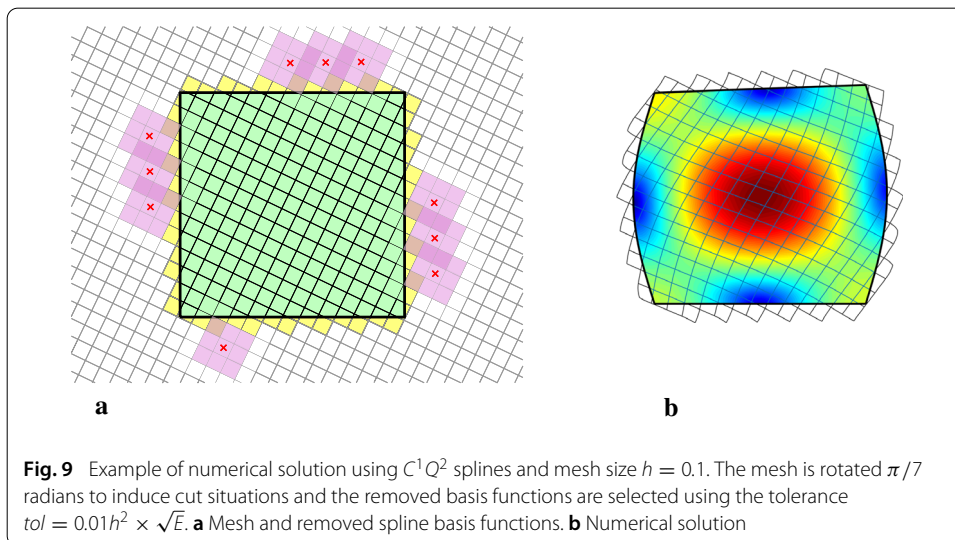 a
b
Fig. 9 Example of numerical solution using C¹Q² splines and mesh size h = 0.1. The mesh is rotated π/7
radians to induce cut situations and the removed basis functions are selected using the tolerance
tol = 0.01h² × √E. a Mesh and removed spline basis functions. b Numerical solution